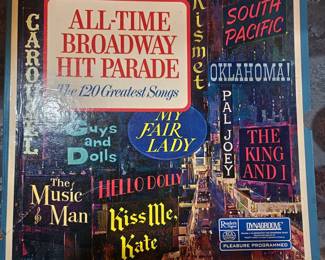 ALL-TIME
BROADWAY
HIT PARADE
The 120 Greatest Songs
CAROUSEL
Kismet
SOUTH
PACIFIC
OKLAHOMA!
PAL JOEY
MY
FAIR
LADY
Guys
and
Dolls
THE
KING
AND I
The
Music
Man
HELLO DOLLY
Kiss Me,
Kate
Reader's
Digest
RCA
DYNAGROOVE
PLEASURE PROGRAMMED